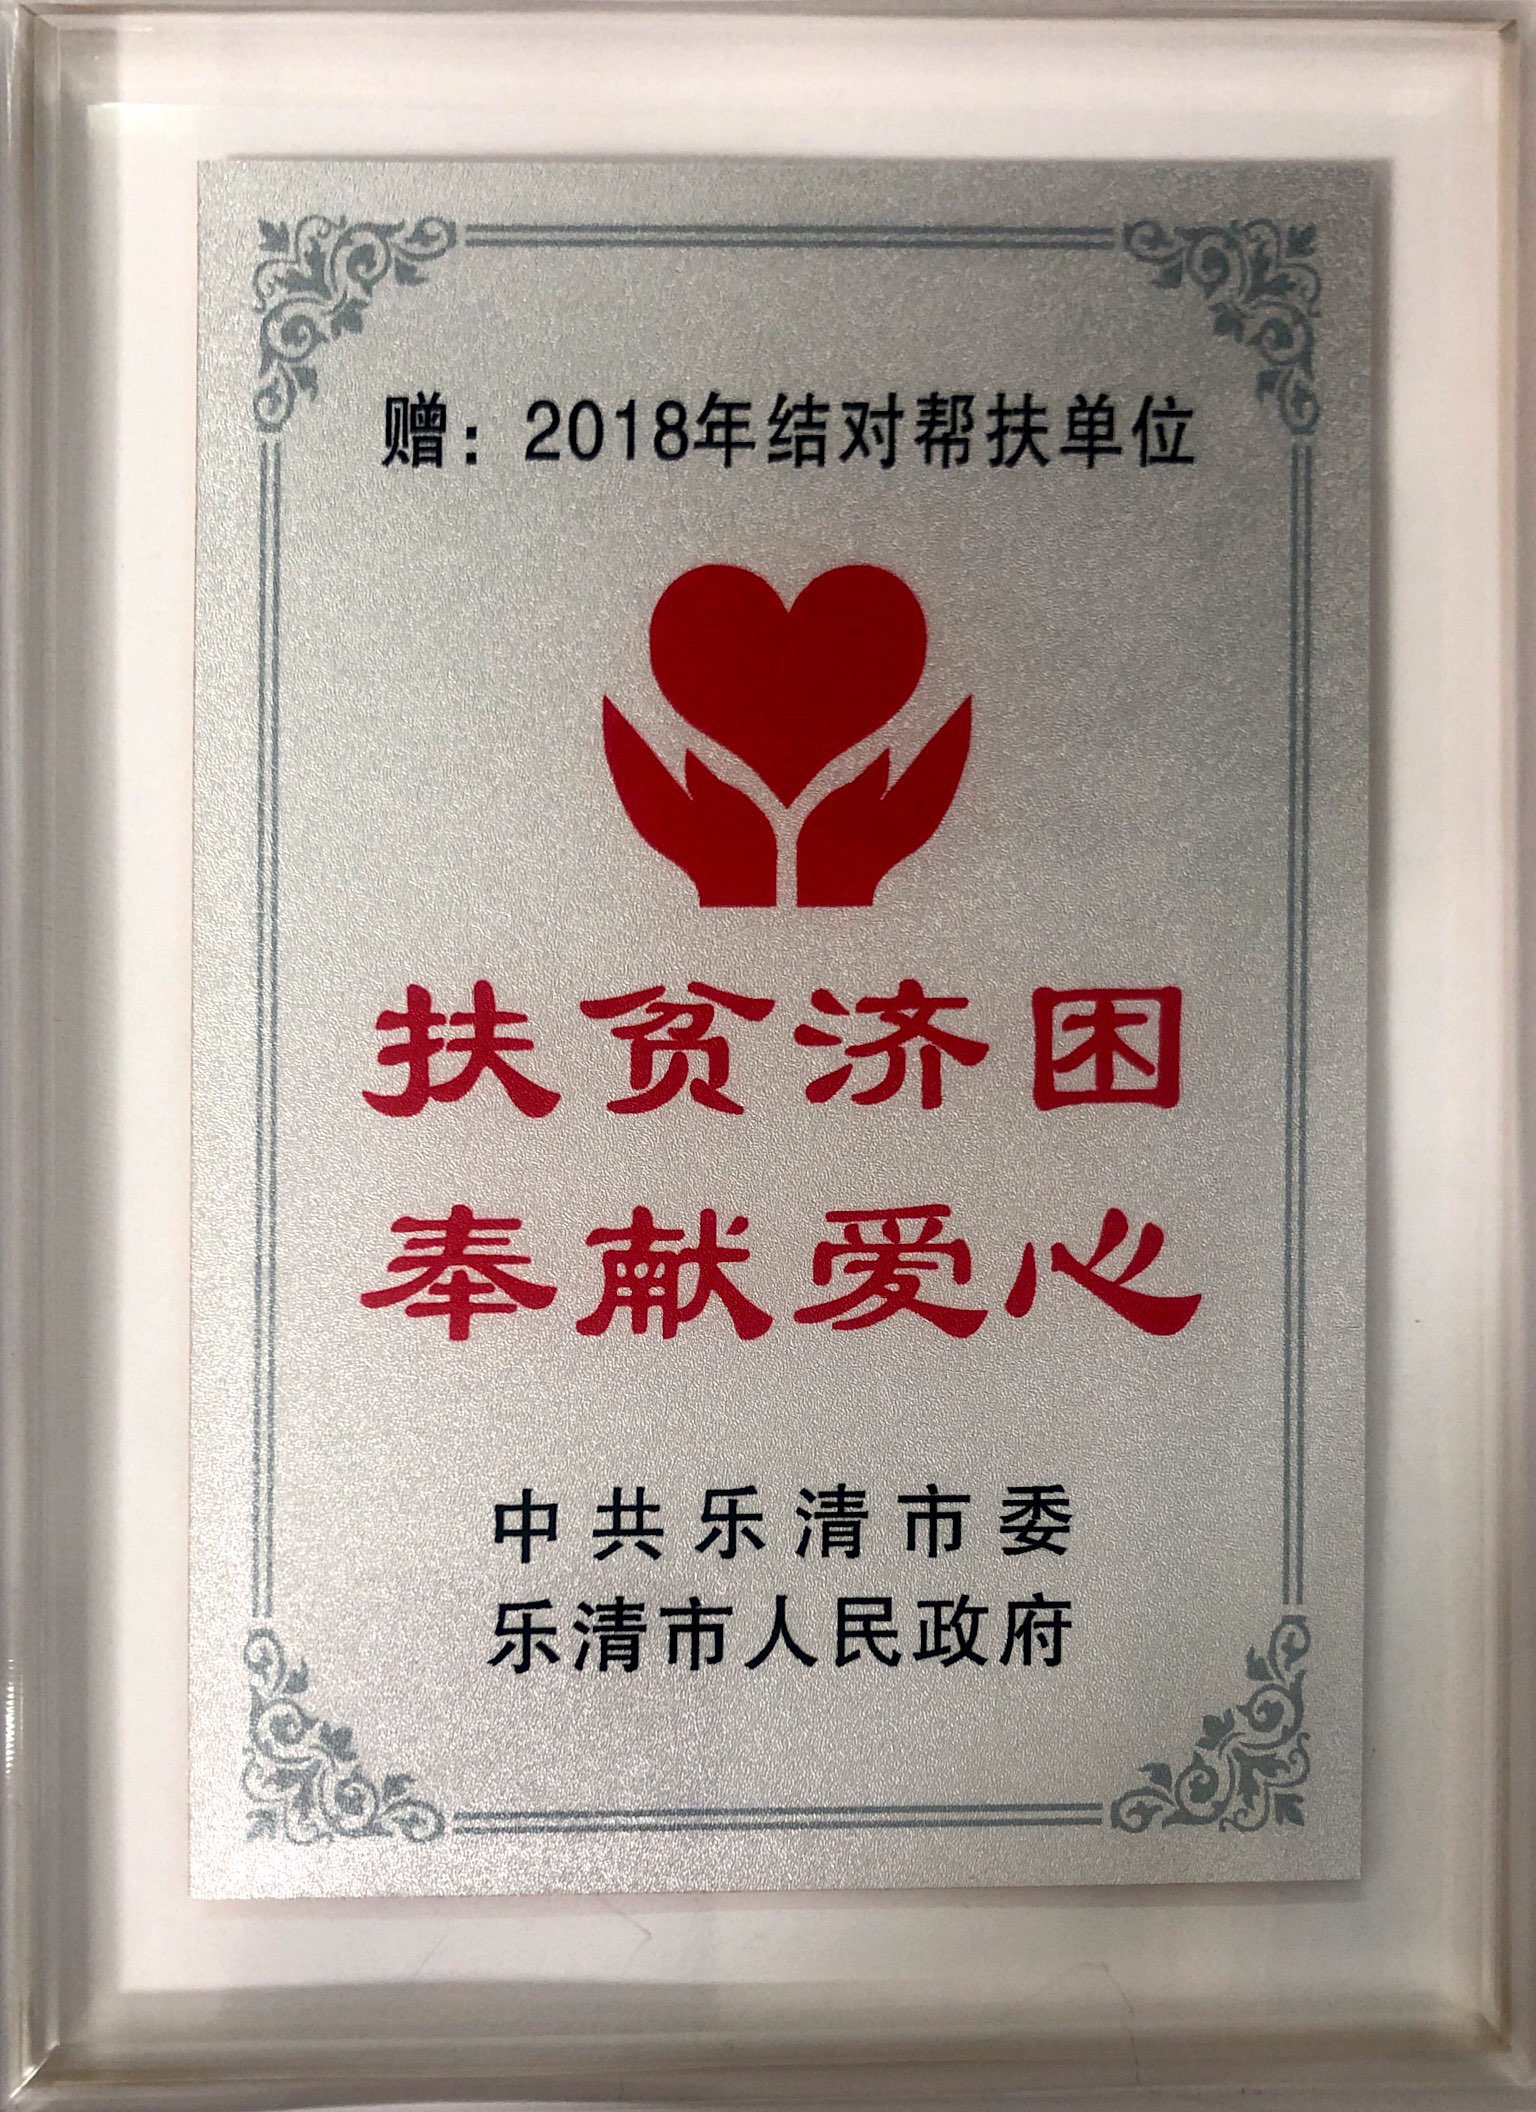 赠：2018年结对帮扶单位
扶贫济困
奉献爱心
中共乐清市委
乐清市人民政府